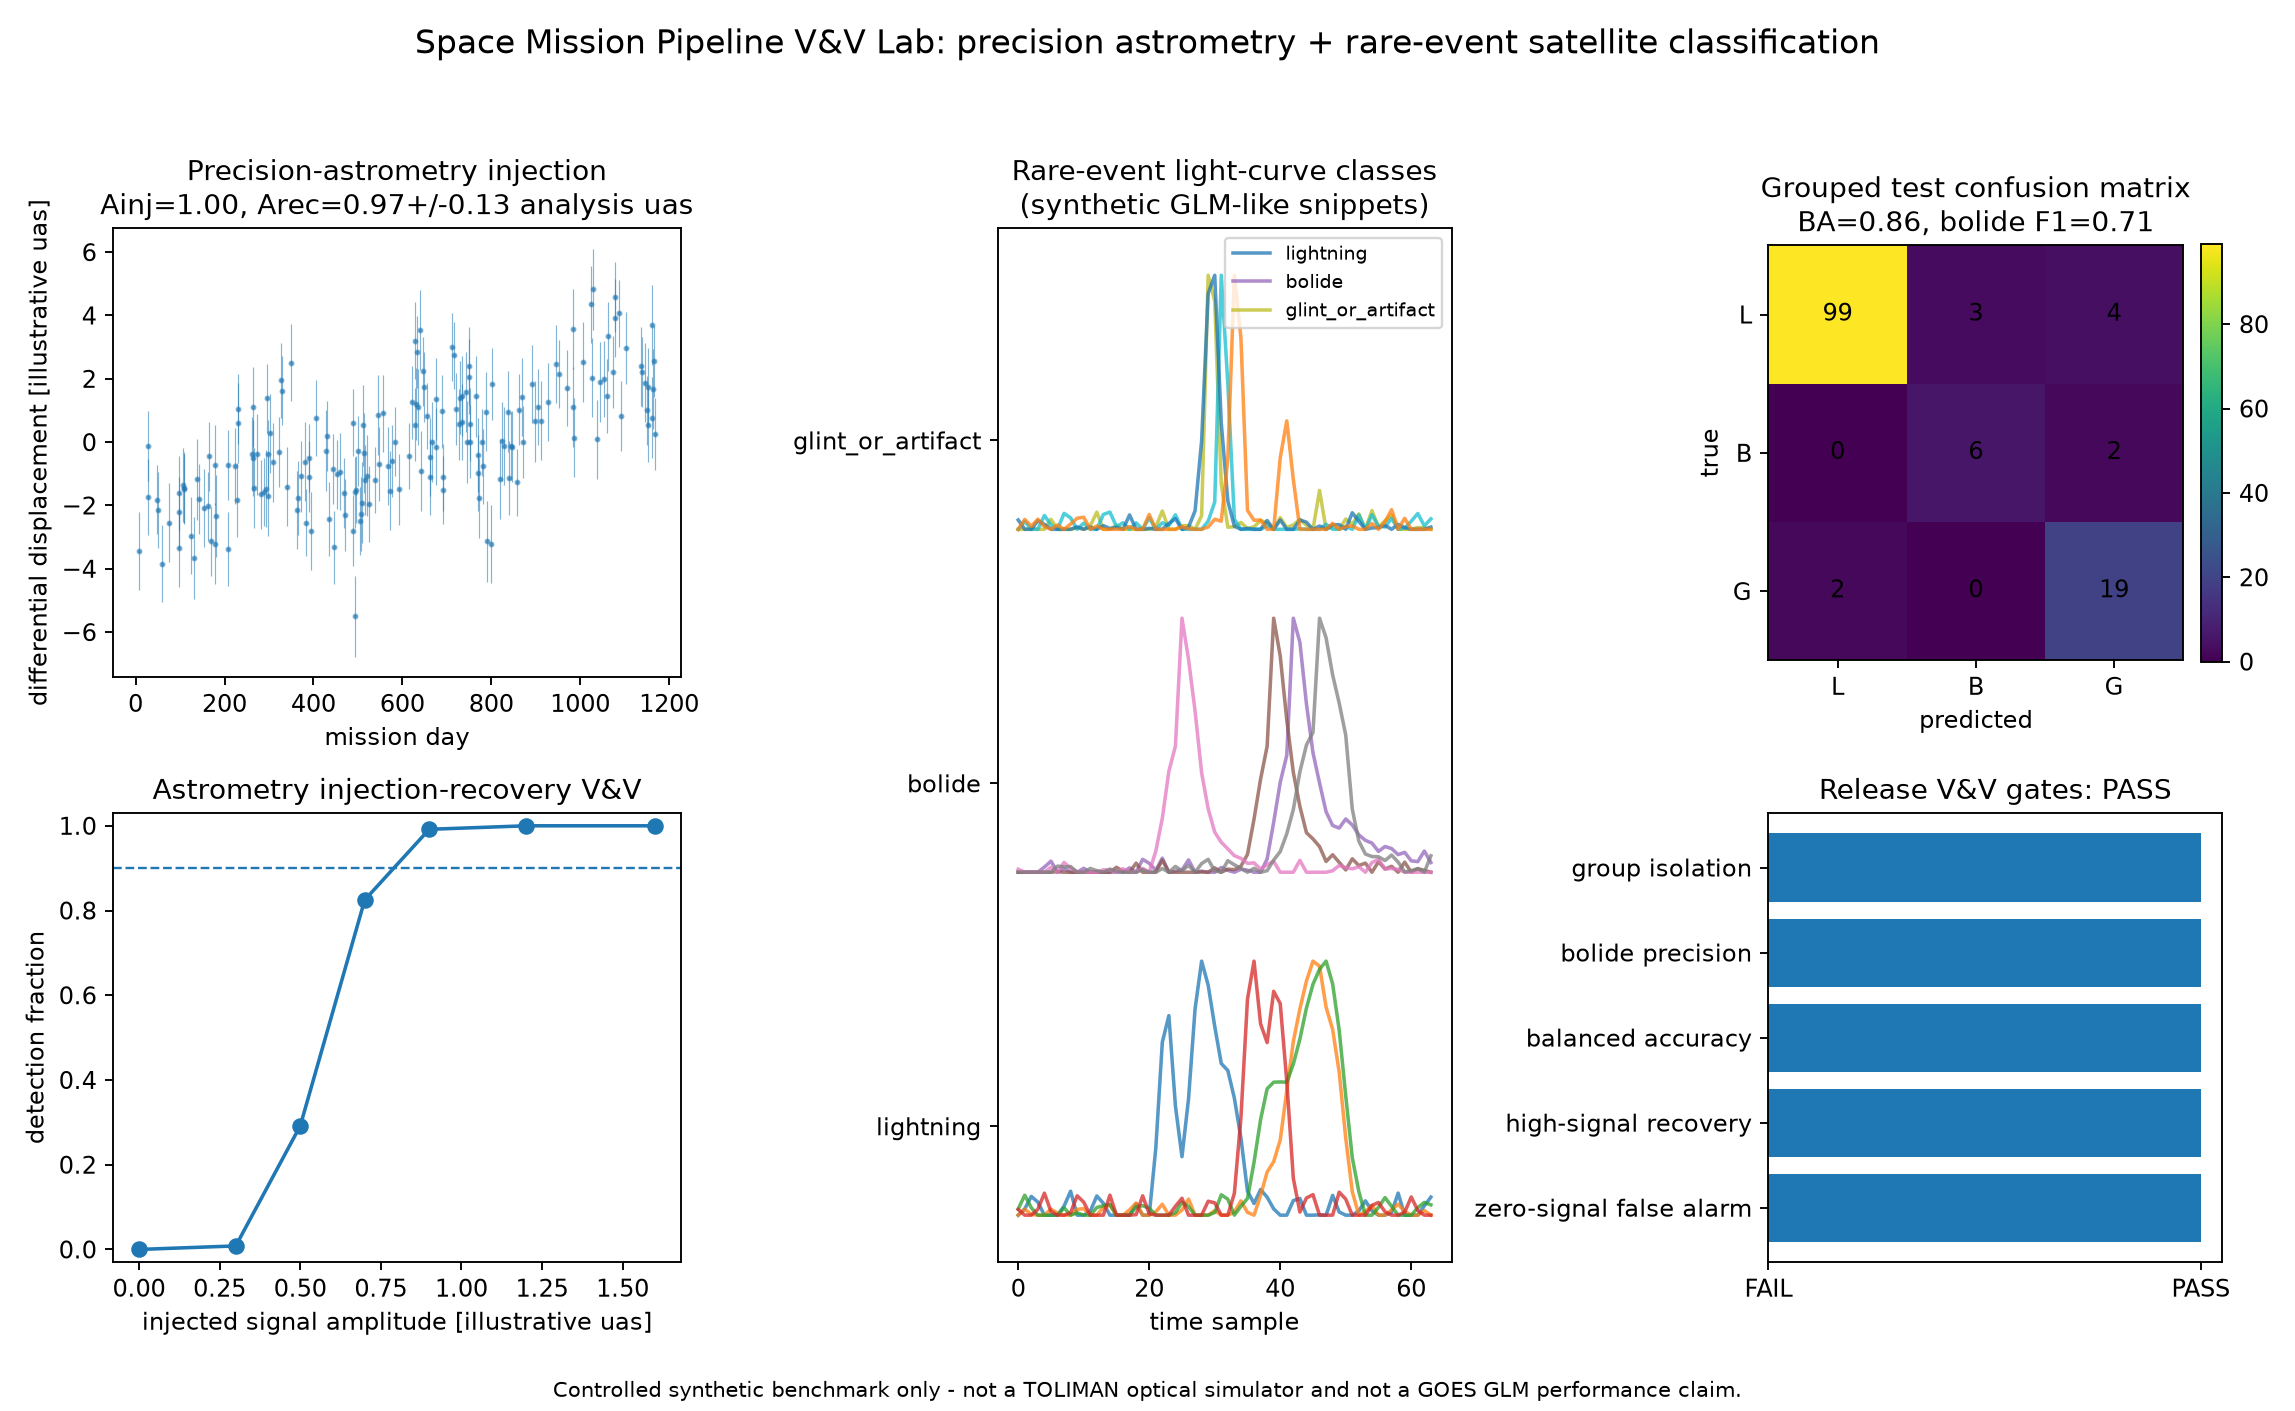 Space Mission Pipeline V&V Lab: precision astrometry + rare-event satellite classification
Precision-astrometry injection
Ainj=1.00, Arec=0.97+/-0.13 analysis uas
differential displacement [illustrative uas]
6
4
2
0
−2
−4
−6
0 200 400 600 800 1000 1200
mission day
Astrometry injection-recovery V&V
detection fraction
1.0
0.8
0.6
0.4
0.2
0.0
0.00 0.25 0.50 0.75 1.00 1.25 1.50
injected signal amplitude [illustrative uas]
Rare-event light-curve classes
(synthetic GLM-like snippets)
lightning
bolide
glint_or_artifact
glint_or_artifact
bolide
lightning
0 20 40 60
time sample
Grouped test confusion matrix
BA=0.86, bolide F1=0.71
true
L 99 3 4
B 0 6 2
G 2 0 19
L B G
predicted
80
60
40
20
0
Release V&V gates: PASS
group isolation
bolide precision
balanced accuracy
high-signal recovery
zero-signal false alarm
FAIL PASS
Controlled synthetic benchmark only - not a TOLIMAN optical simulator and not a GOES GLM performance claim.